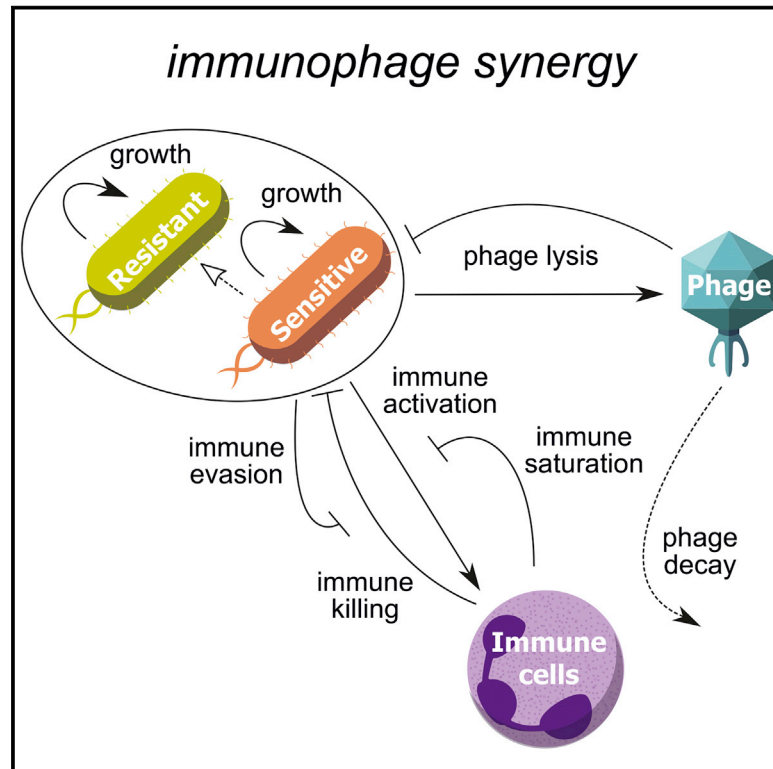 immunophage synergy
growth
growth
Resistant
Sensitive
phage lysis
Phage
immune
activation
immune
evasion
immune
saturation
immune
killing
phage
decay
Immune
cells